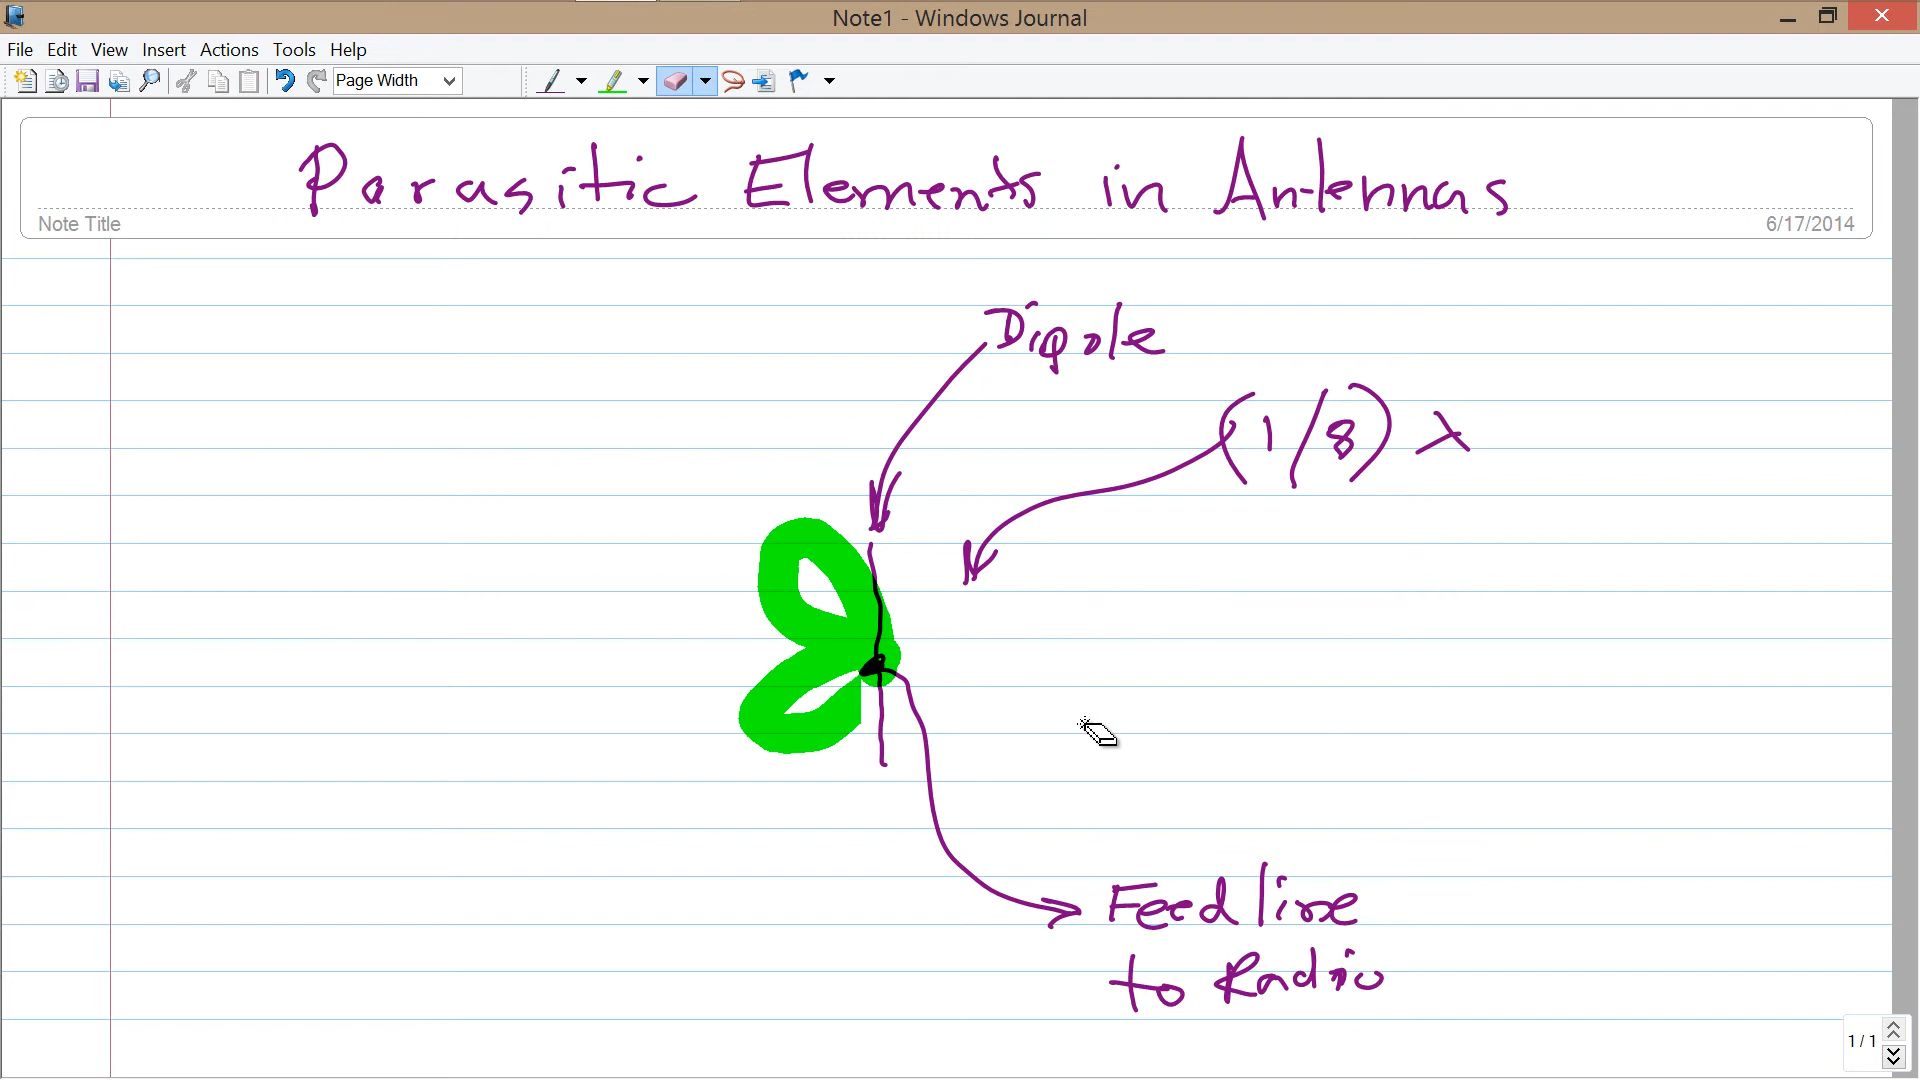 Note1 - Windows Journal
File Edit View Insert Actions Tools Help
Page Width
Parasitic Elements in Antennas
Note Title
6/17/2014
Dipole
(1/8) λ
Feed line
to Radio
1 / 1